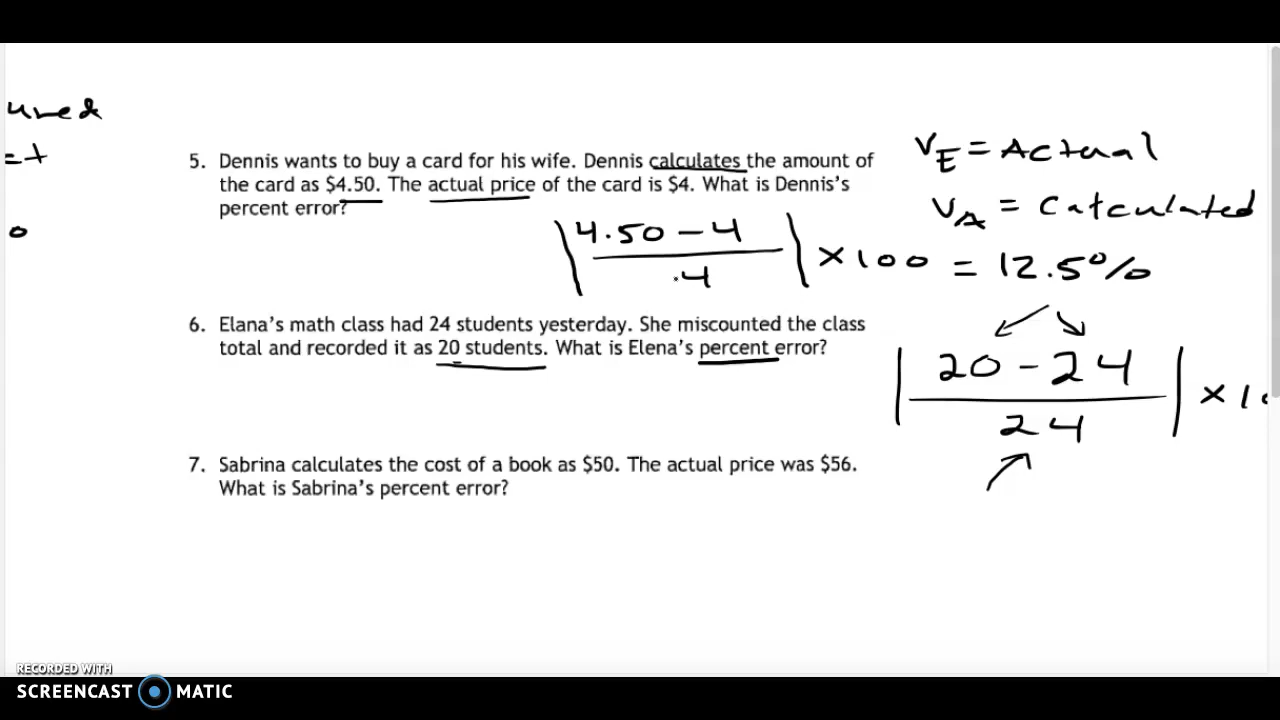 ured
ct
5. Dennis wants to buy a card for his wife. Dennis calculates the amount of
the card as $4.50. The actual price of the card is $4. What is Dennis's
percent error?
VE = Actual
VA = Calculated
0
|4.50 - 4
.4| × 100 = 12.5%
6. Elana's math class had 24 students yesterday. She miscounted the class
total and recorded it as 20 students. What is Elena's percent error?
|20 - 24
24| × 10
7. Sabrina calculates the cost of a book as $50. The actual price was $56.
What is Sabrina's percent error?
RECORDED WITH
SCREENCAST MATIC